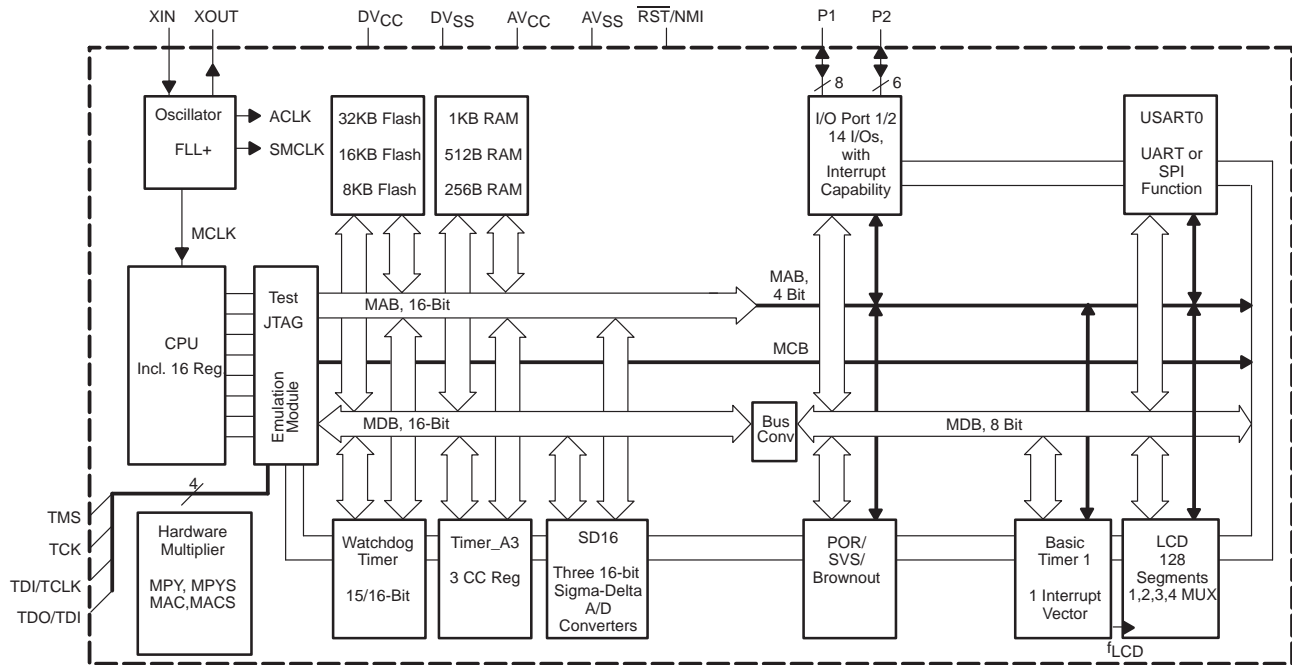 XIN
XOUT
DVCC
DVSS
AVCC
AVSS
RST/NMI
P1
P2
8
6
Oscillator
FLL+
ACLK
SMCLK
32KB Flash
16KB Flash
8KB Flash
1KB RAM
512B RAM
256B RAM
I/O Port 1/2
14 I/Os,
with
Interrupt
Capability
USART0
UART or
SPI
Function
MCLK
CPU
Incl. 16 Reg.
Test
JTAG
Emulation
Module
MAB, 16-Bit
MAB,
4 Bit
MCB
MDB, 16-Bit
Bus
Conv
MDB, 8 Bit
4
TMS
TCK
TDI/TCLK
TDO/TDI
Hardware
Multiplier
MPY, MPYS
MAC,MACS
Watchdog
Timer
15/16-Bit
Timer_A3
3 CC Reg
SD16
Three 16-bit
Sigma-Delta
A/D
Converters
POR/
SVS/
Brownout
Basic
Timer 1
1 Interrupt
Vector
LCD
128
Segments
1,2,3,4 MUX
fLCD